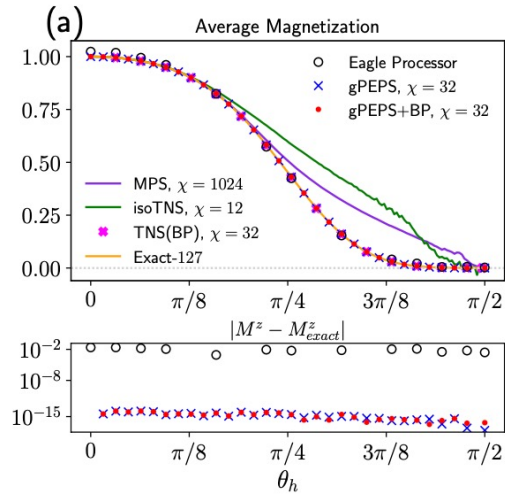 (a)
Average Magnetization
1.00
0.75
0.50
0.25
0.00
Eagle Processor
gPEPS, χ = 32
gPEPS+BP, χ = 32
MPS, χ = 1024
isoTNS, χ = 12
TNS(BP), χ = 32
Exact-127
0 π/8 π/4 3π/8 π/2
|M^z − M^z_{exact}|
10^{-2}
10^{-8}
10^{-15}
0 π/8 π/4 3π/8 π/2
θ_h